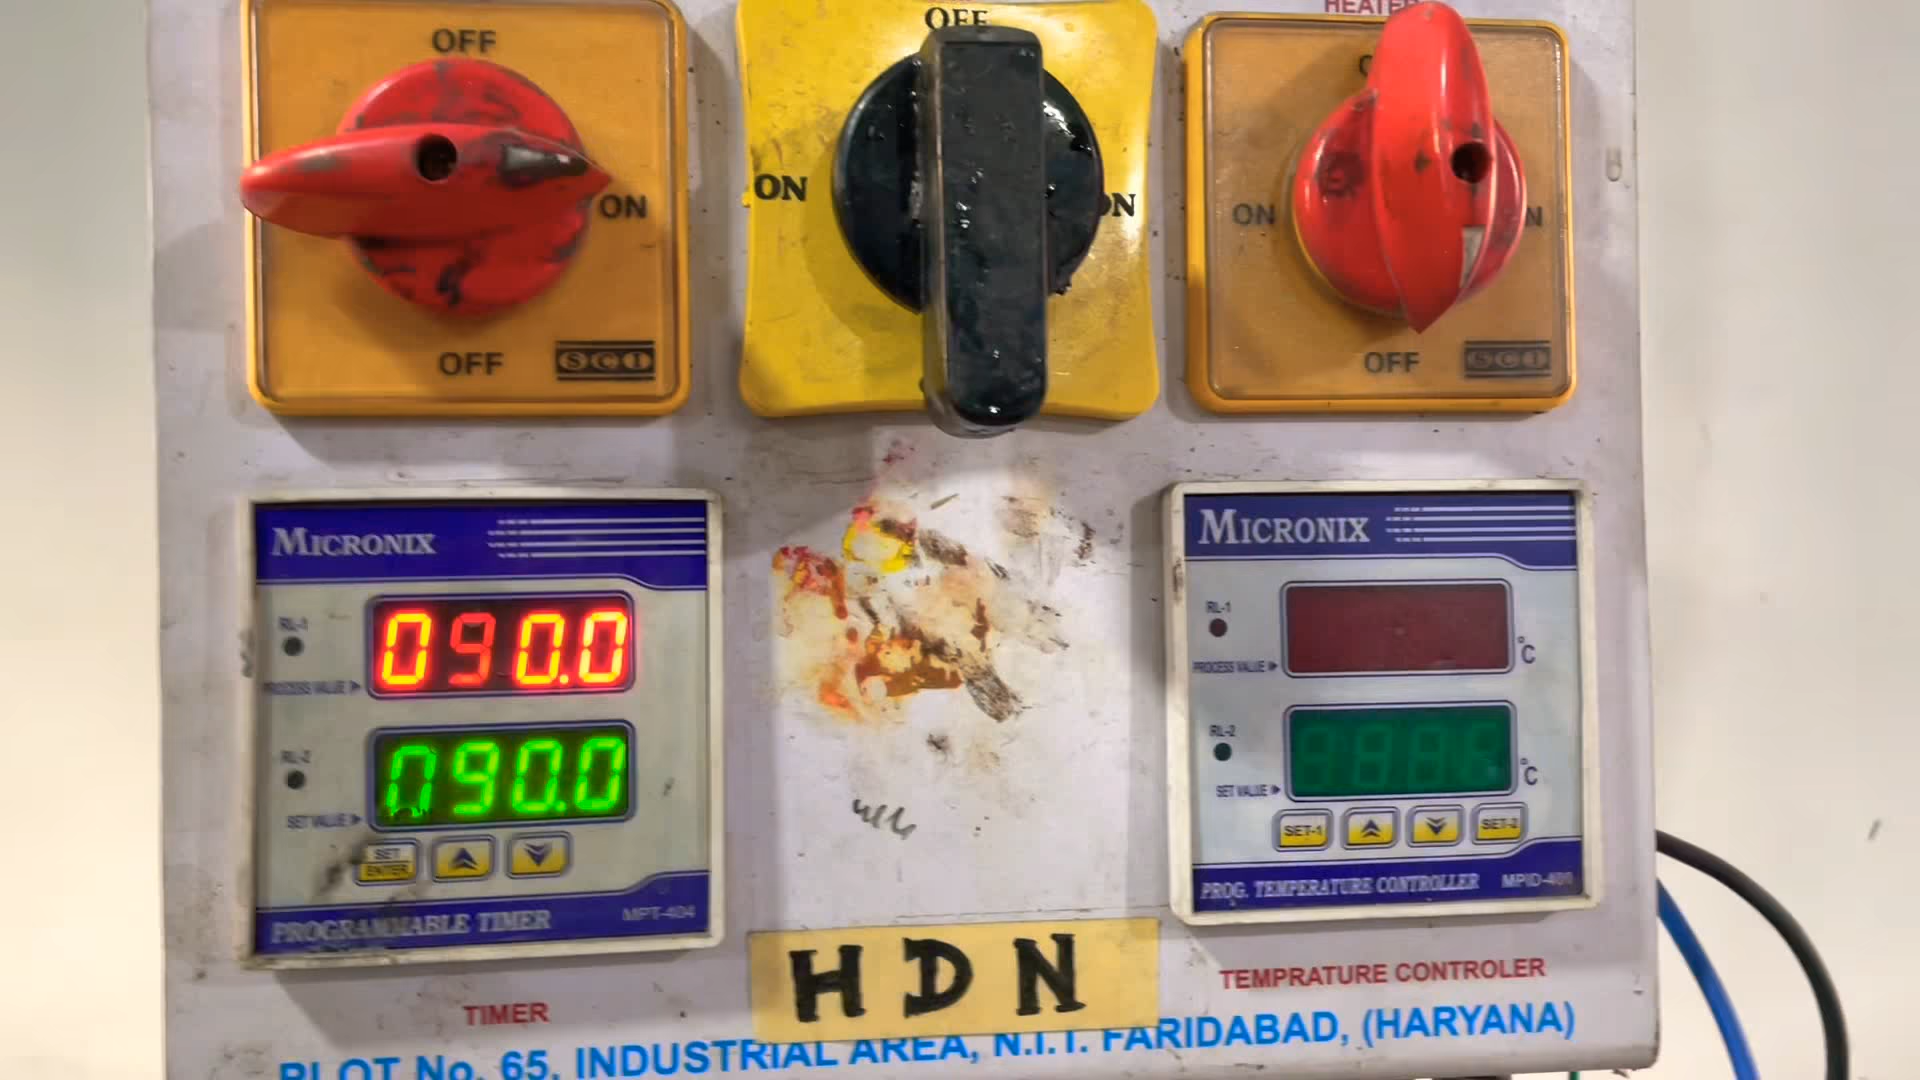 HEATER
OFF
ON
OFF
SCI
OFF
ON
ON
ON
OFF
SCI
MICRONIX
RL-1
090.0
PROCESS VALUE
RL-2
090.0
SET VALUE
SET
ENTER
PROGRAMMABLE TIMER
MPT-404
TIMER
MICRONIX
RL-1
°C
PROCESS VALUE
RL-2
°C
SET VALUE
SET-1
SET-2
PROG. TEMPERATURE CONTROLLER
MPID-401
TEMPRATURE CONTROLER
HDN
PLOT No. 65, INDUSTRIAL AREA, N.I.T. FARIDABAD, (HARYANA)